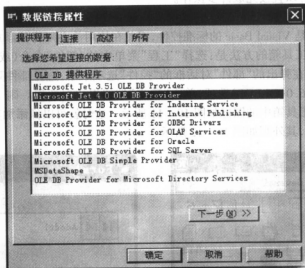 数据链接属性
提供程序 连接 高级 所有
选择您希望连接的数据
OLE DB 提供程序
Microsoft Jet 3.51 OLE DB Provider
Microsoft Jet 4.0 OLE DB Provider
Microsoft OLE DB Provider for Indexing Service
Microsoft OLE DB Provider for Internet Publishing
Microsoft OLE DB Provider for ODBC Drivers
Microsoft OLE DB Provider for OLAP Services
Microsoft OLE DB Provider for Oracle
Microsoft OLE DB Provider for SQL Server
Microsoft OLE DB Simple Provider
MSDataShape
OLE DB Provider for Microsoft Directory Services
下一步(N) >>
确定 取消 帮助